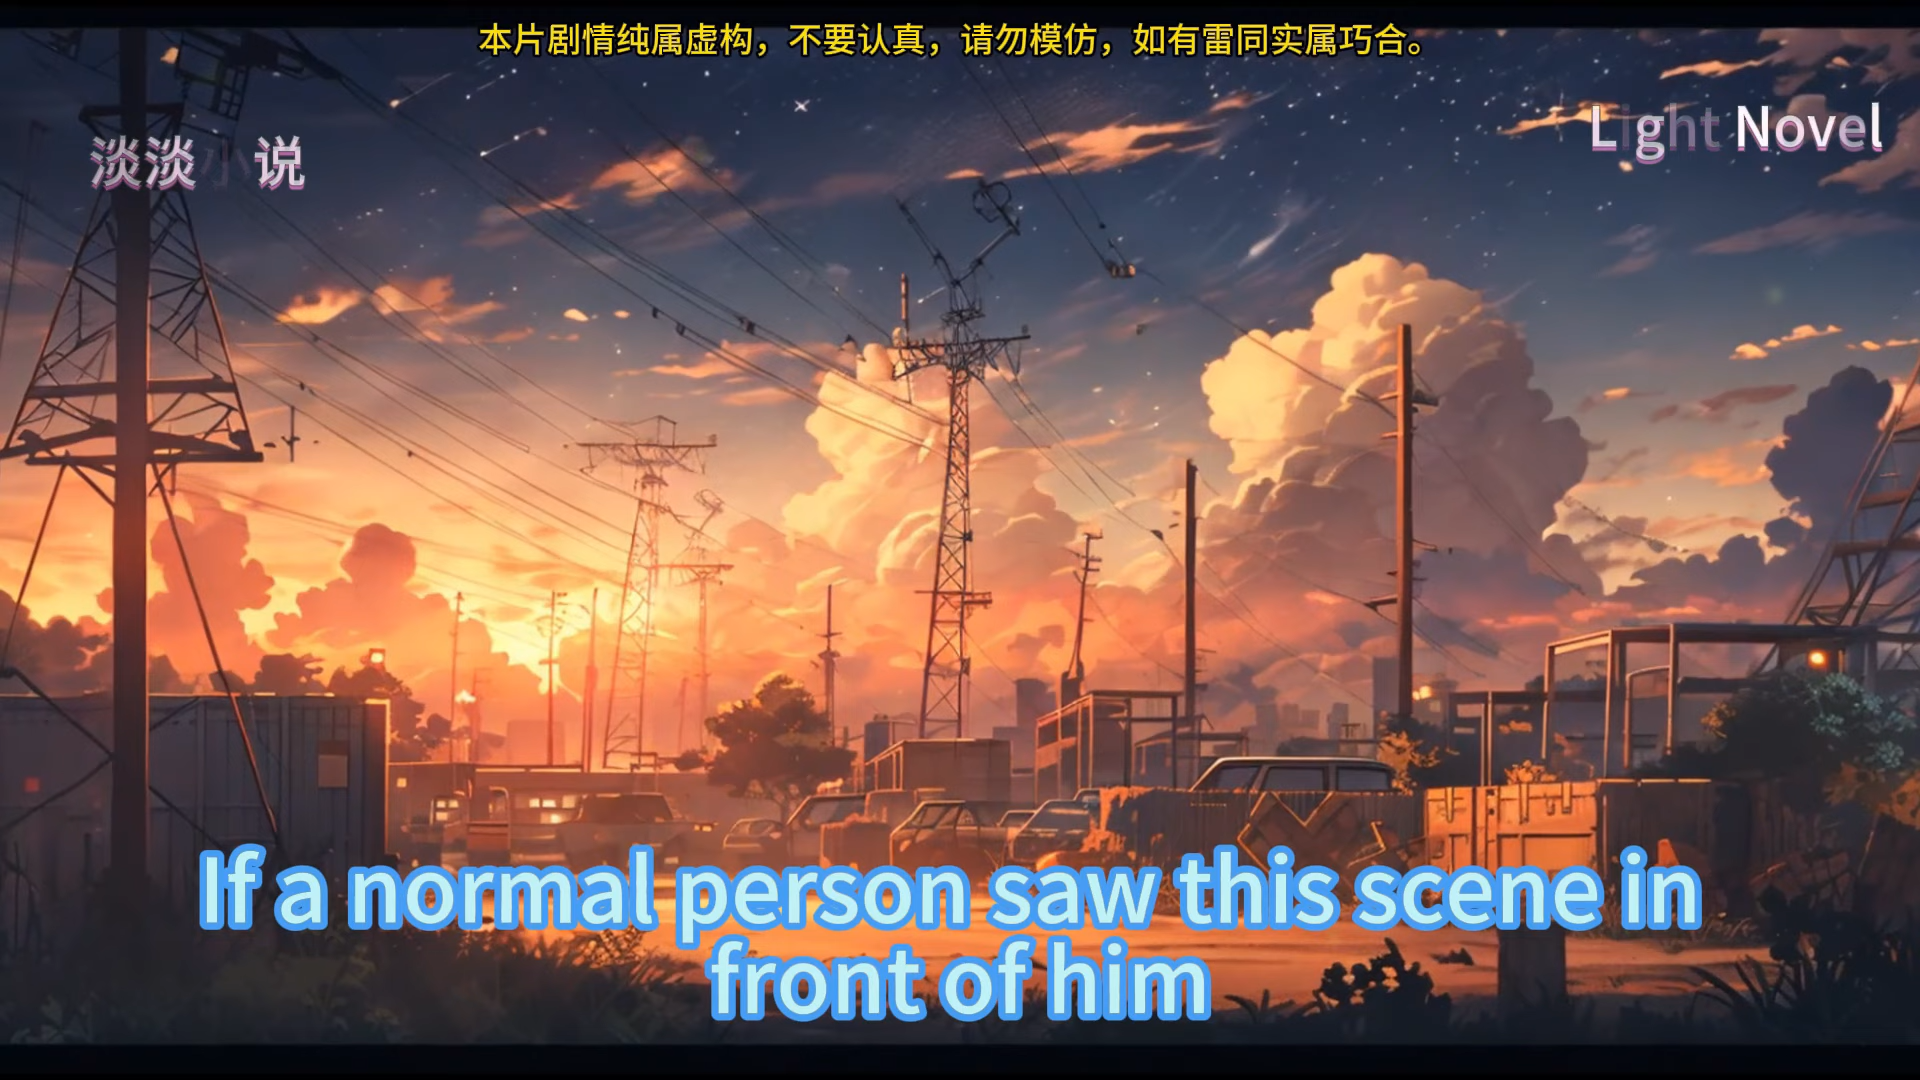 本片剧情纯属虚构，不要认真，请勿模仿，如有雷同实属巧合。
淡淡小说
Light Novel
If a normal person saw this scene in
front of him